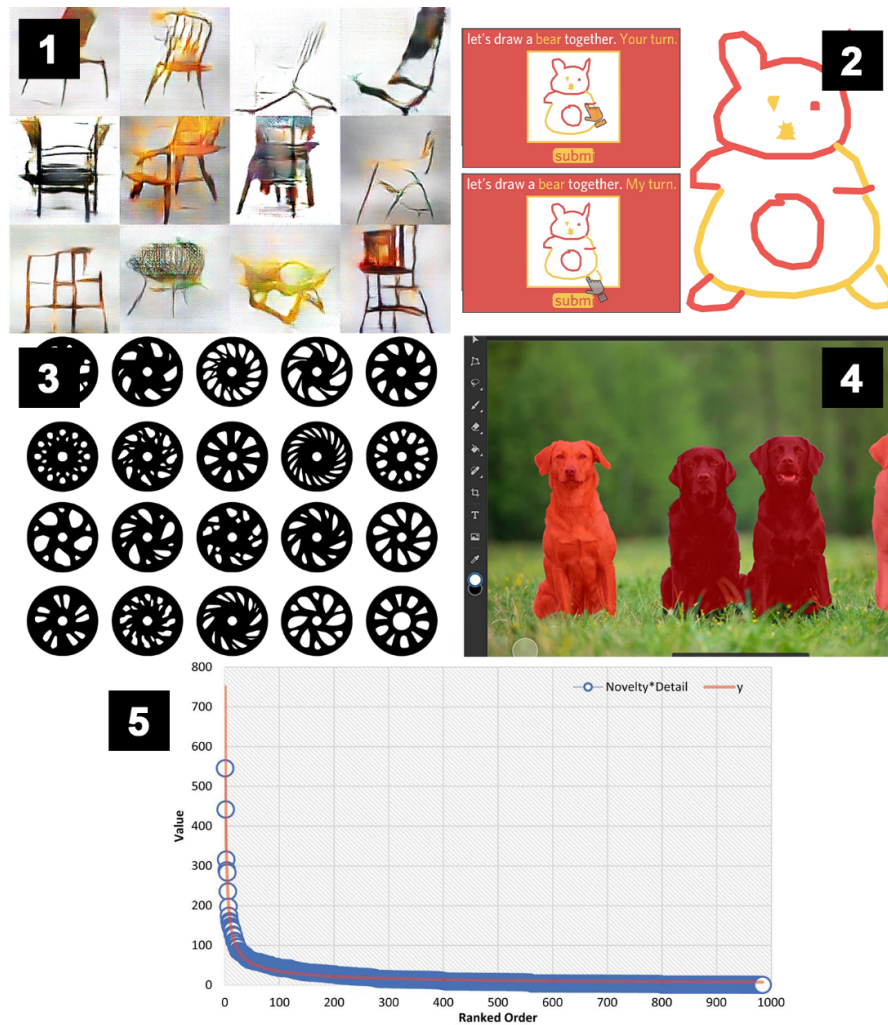 1
2
let's draw a bear together. Your turn.
submi
let's draw a bear together. My turn.
submi
3
4
T
5
800
700
600
500
400
300
200
100
0
Value
Novelty*Detail
y
0 100 200 300 400 500 600 700 800 900 1000
Ranked Order